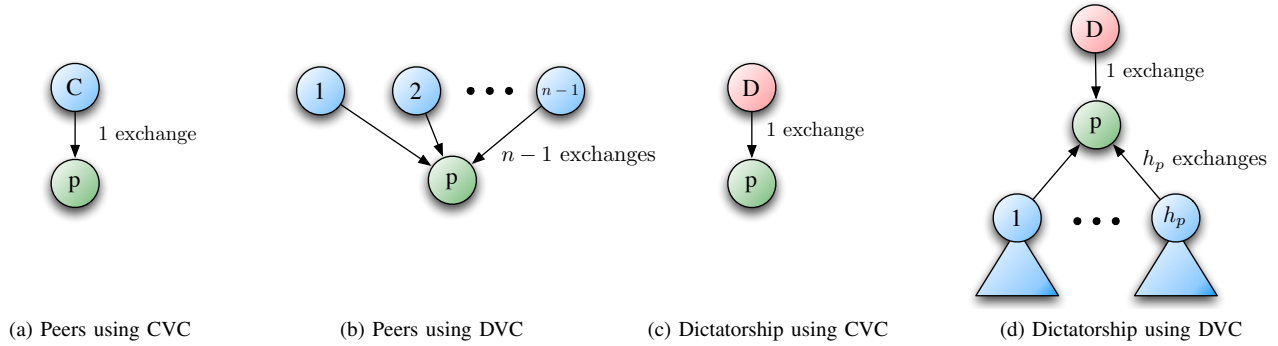 C
1 exchange
p
(a) Peers using CVC
1
2
n − 1
n − 1 exchanges
p
(b) Peers using DVC
D
1 exchange
p
(c) Dictatorship using CVC
D
1 exchange
p
h_p exchanges
1
h_p
(d) Dictatorship using DVC